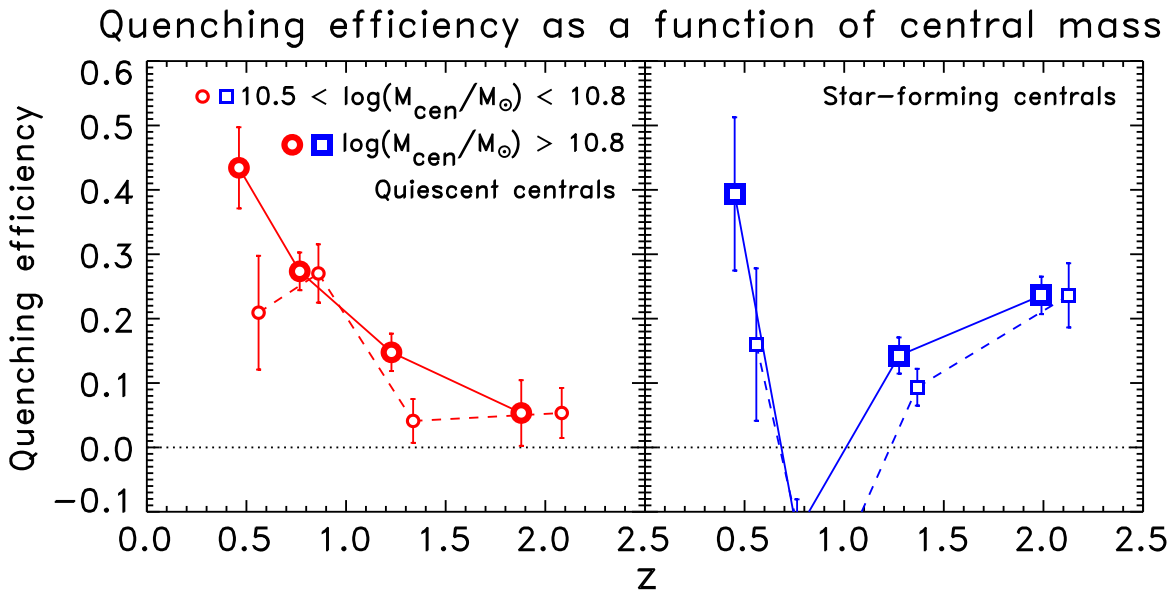 Quenching efficiency as a function of central mass
10.5 < log(M_cen/M_⊙) < 10.8
log(M_cen/M_⊙) > 10.8
Quiescent centrals
Star-forming centrals
Quenching efficiency
0.6
0.5
0.4
0.3
0.2
0.1
0.0
-0.1
0.0 0.5 1.0 1.5 2.0 2.5 0.5 1.0 1.5 2.0 2.5
z